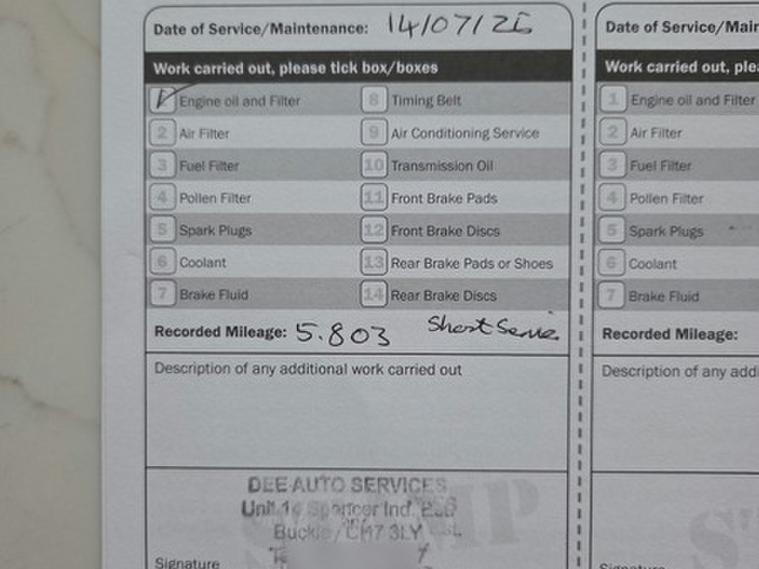 Date of Service/Maintenance: 14/07/26
Work carried out, please tick box/boxes
1 Engine oil and Filter
2 Air Filter
3 Fuel Filter
4 Pollen Filter
5 Spark Plugs
6 Coolant
7 Brake Fluid
8 Timing Belt
9 Air Conditioning Service
10 Transmission Oil
11 Front Brake Pads
12 Front Brake Discs
13 Rear Brake Pads or Shoes
14 Rear Brake Discs
Recorded Mileage: 5.803 Short Service
Description of any additional work carried out
DEE AUTO SERVICES
Unit Ind.
Signature
Date of Service/Mai
Work carried out, plea
1 Engine oil and Filter
2 Air Filter
3 Fuel Filter
4 Pollen Filter
5 Spark Plugs
6 Coolant
7 Brake Fluid
Recorded Mileage:
Description of any addi